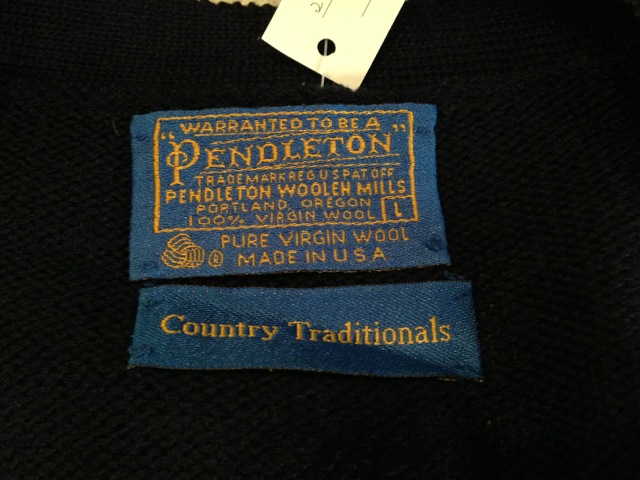 "WARRANTED TO BE A"
PENDLETON
TRADEMARK REG U S PAT OFF
PENDLETON WOOLEN MILLS
PORTLAND, OREGON
100% VIRGIN WOOL L
PURE VIRGIN WOOL
® MADE IN U.S.A
Country Traditionals